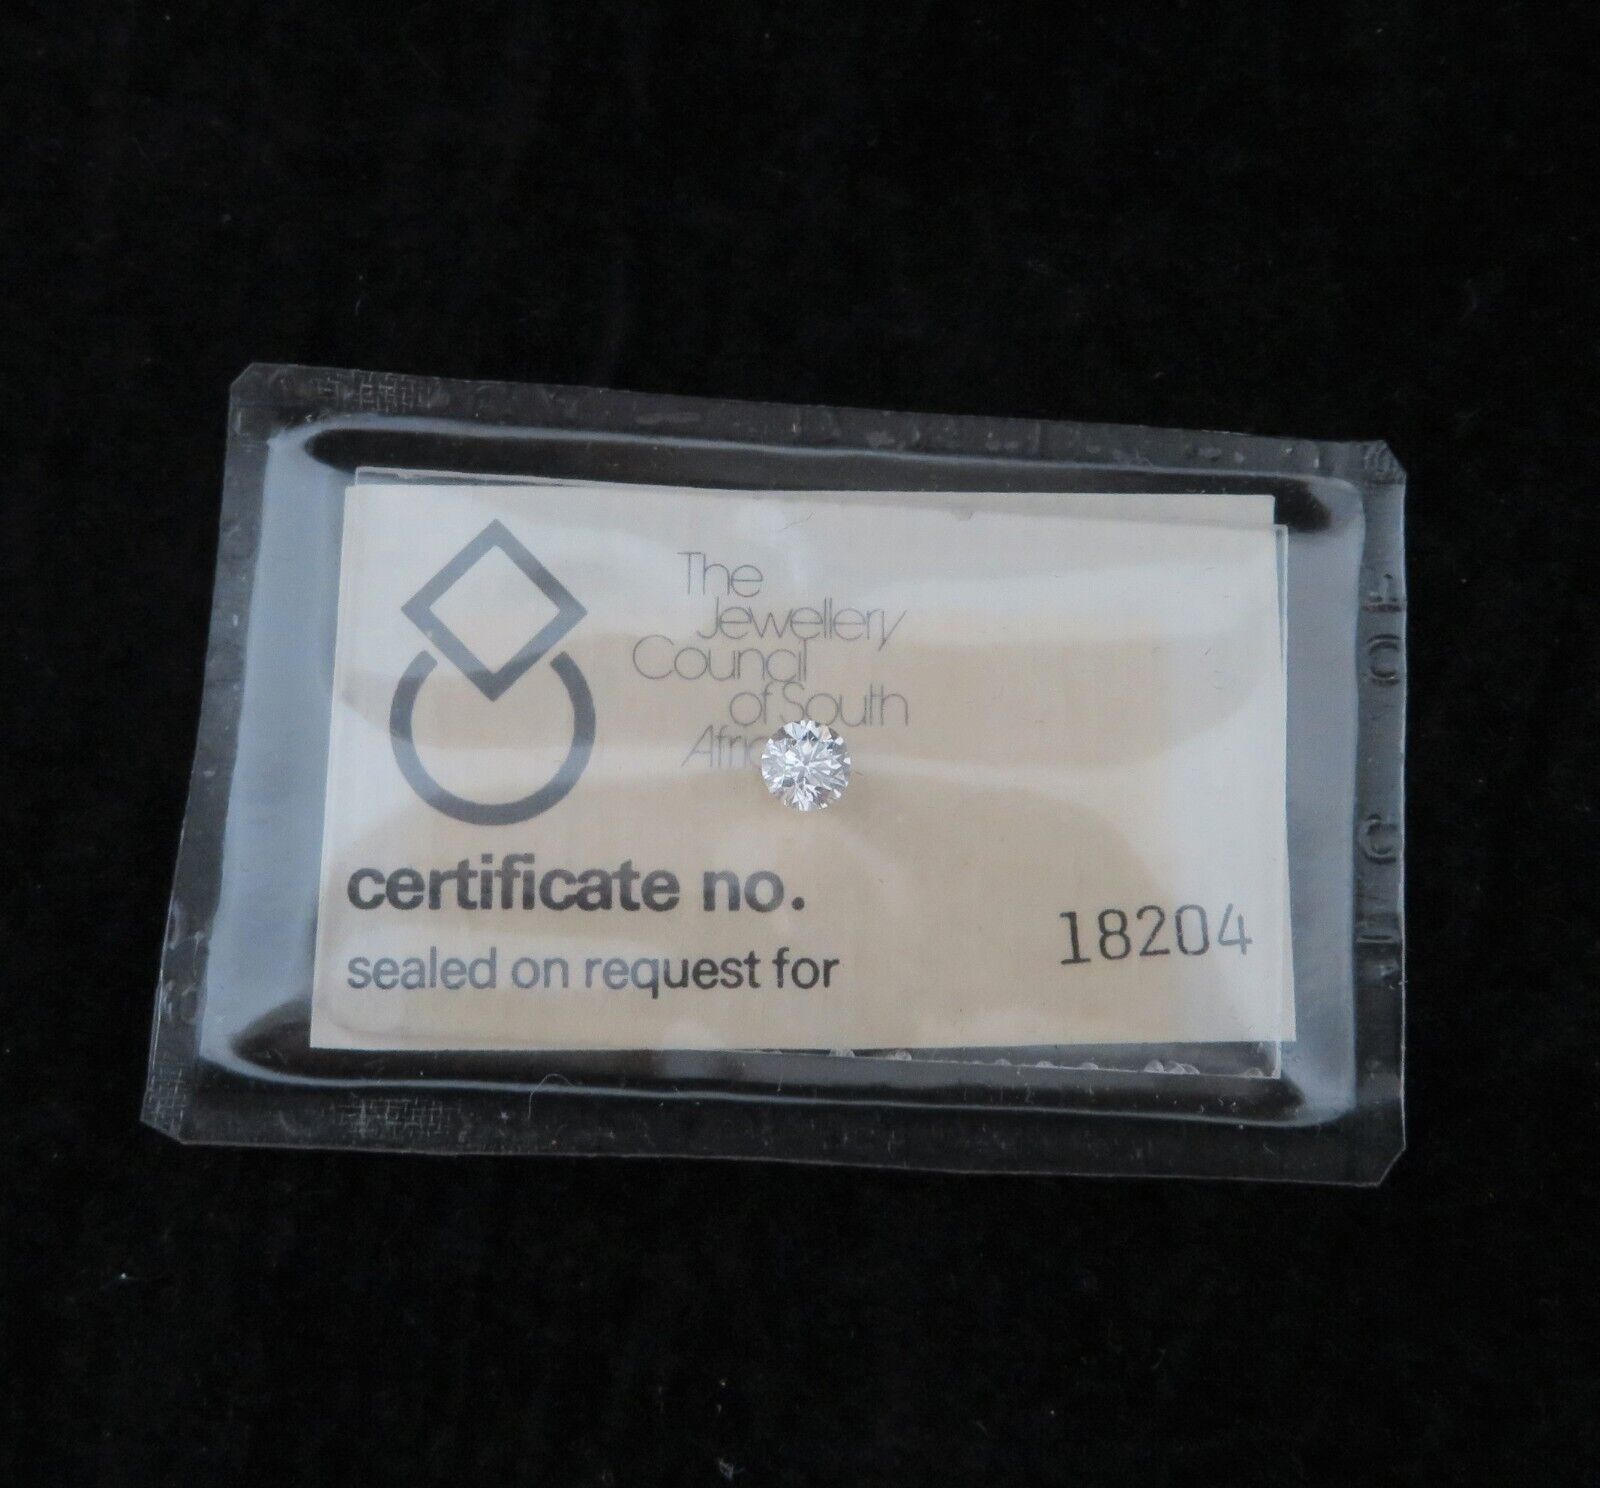 The
Jewellery
Council
of South
certificate no.
18204
sealed on request for